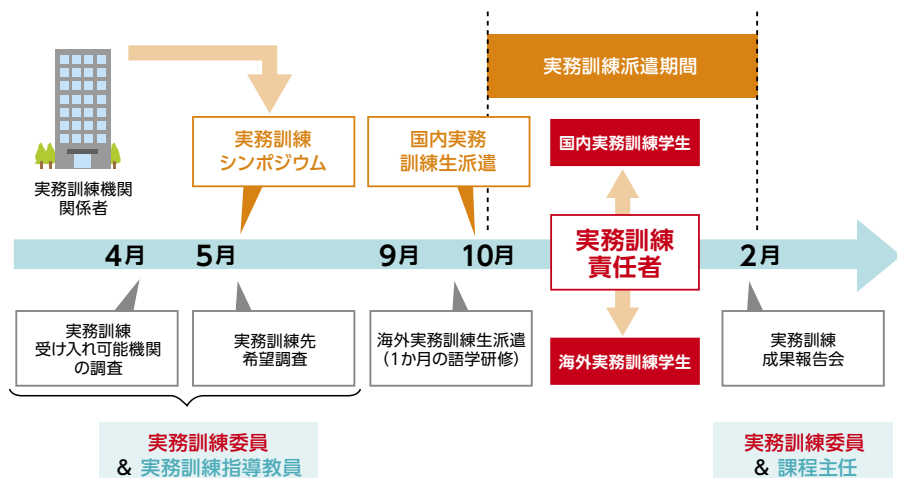 実務訓練派遣期間
実務訓練
シンポジウム
国内実務
訓練生派遣
国内実務訓練学生
実務訓練機関
関係者
4月
5月
9月
10月
実務訓練
責任者
2月
実務訓練
受け入れ可能機関
の調査
実務訓練先
希望調査
海外実務訓練生派遣
(1か月の語学研修)
海外実務訓練学生
実務訓練
成果報告会
実務訓練委員
& 実務訓練指導教員
実務訓練委員
& 課程主任